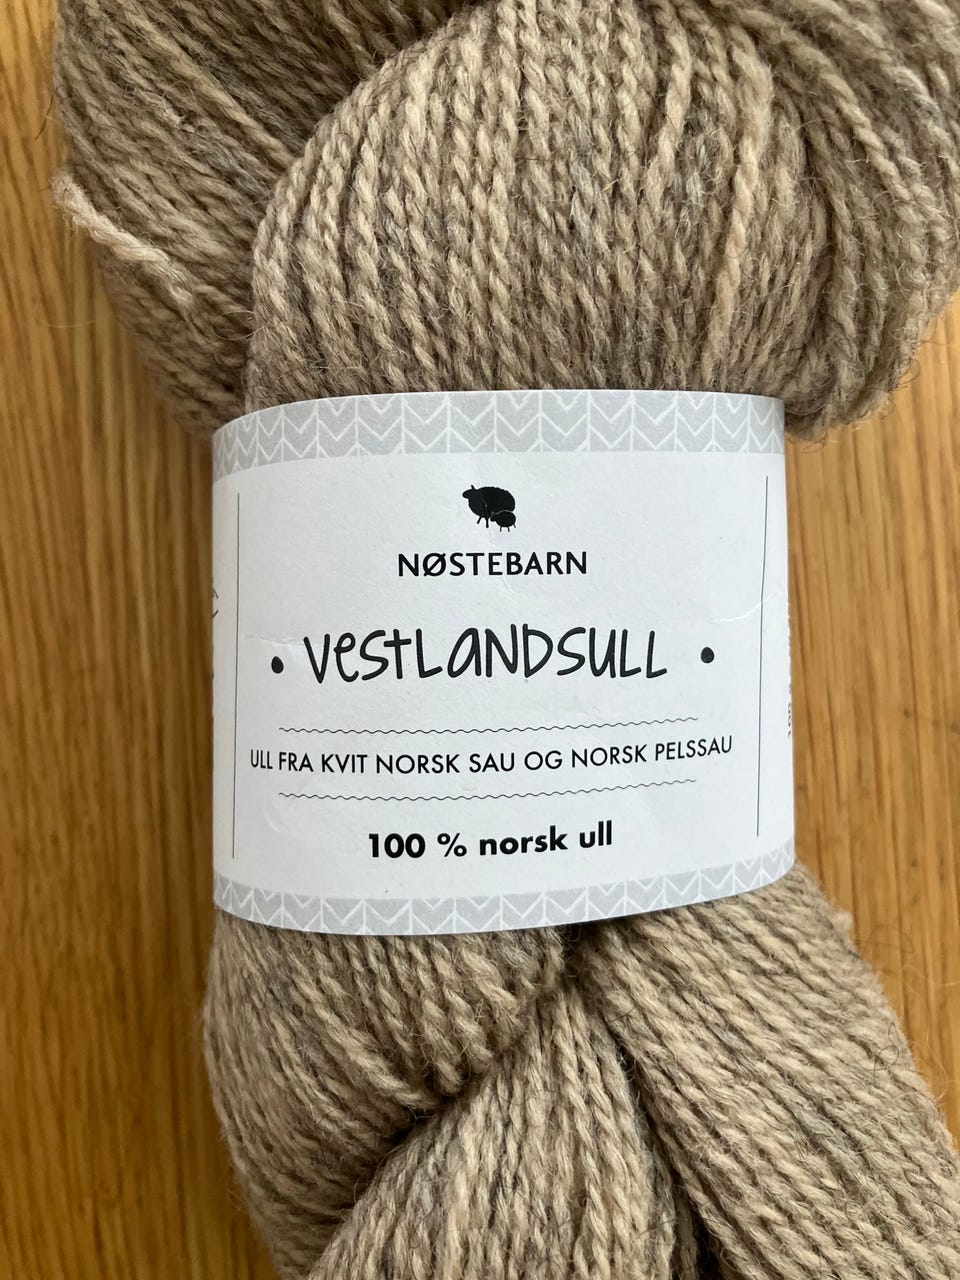 NØSTEBARN
• VESTLANDSULL •
ULL FRA KVIT NORSK SAU OG NORSK PELSSAU
100 % norsk ull